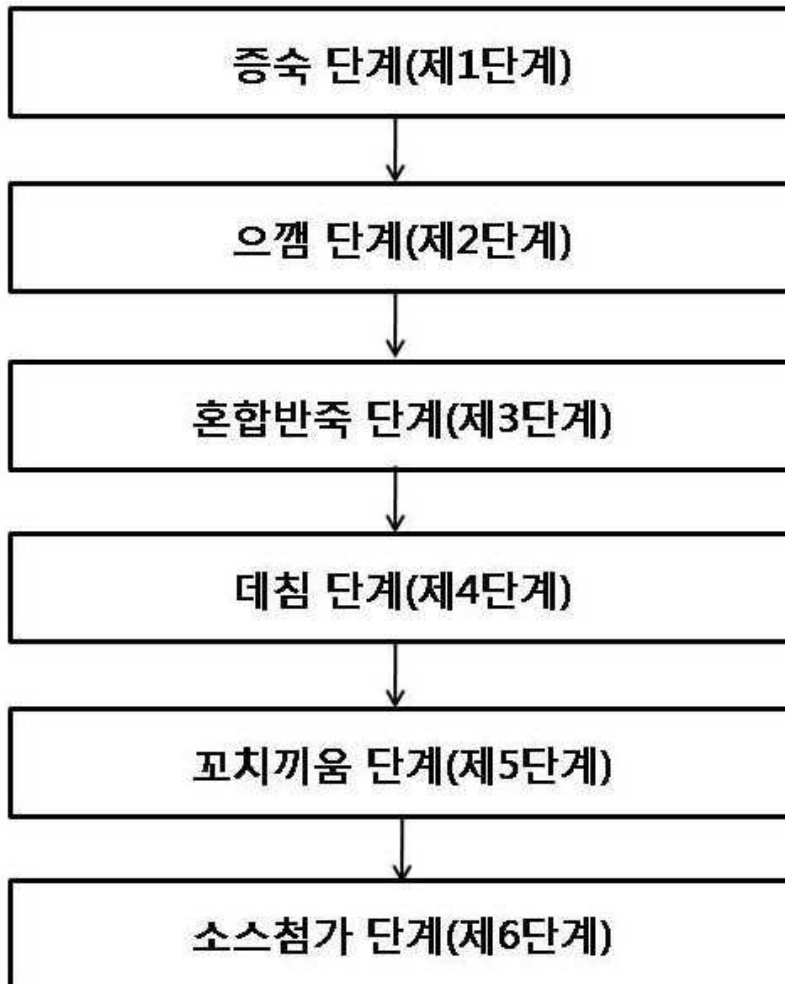 증숙 단계(제1단계)
으깸 단계(제2단계)
혼합반죽 단계(제3단계)
데침 단계(제4단계)
꼬치끼움 단계(제5단계)
소스첨가 단계(제6단계)